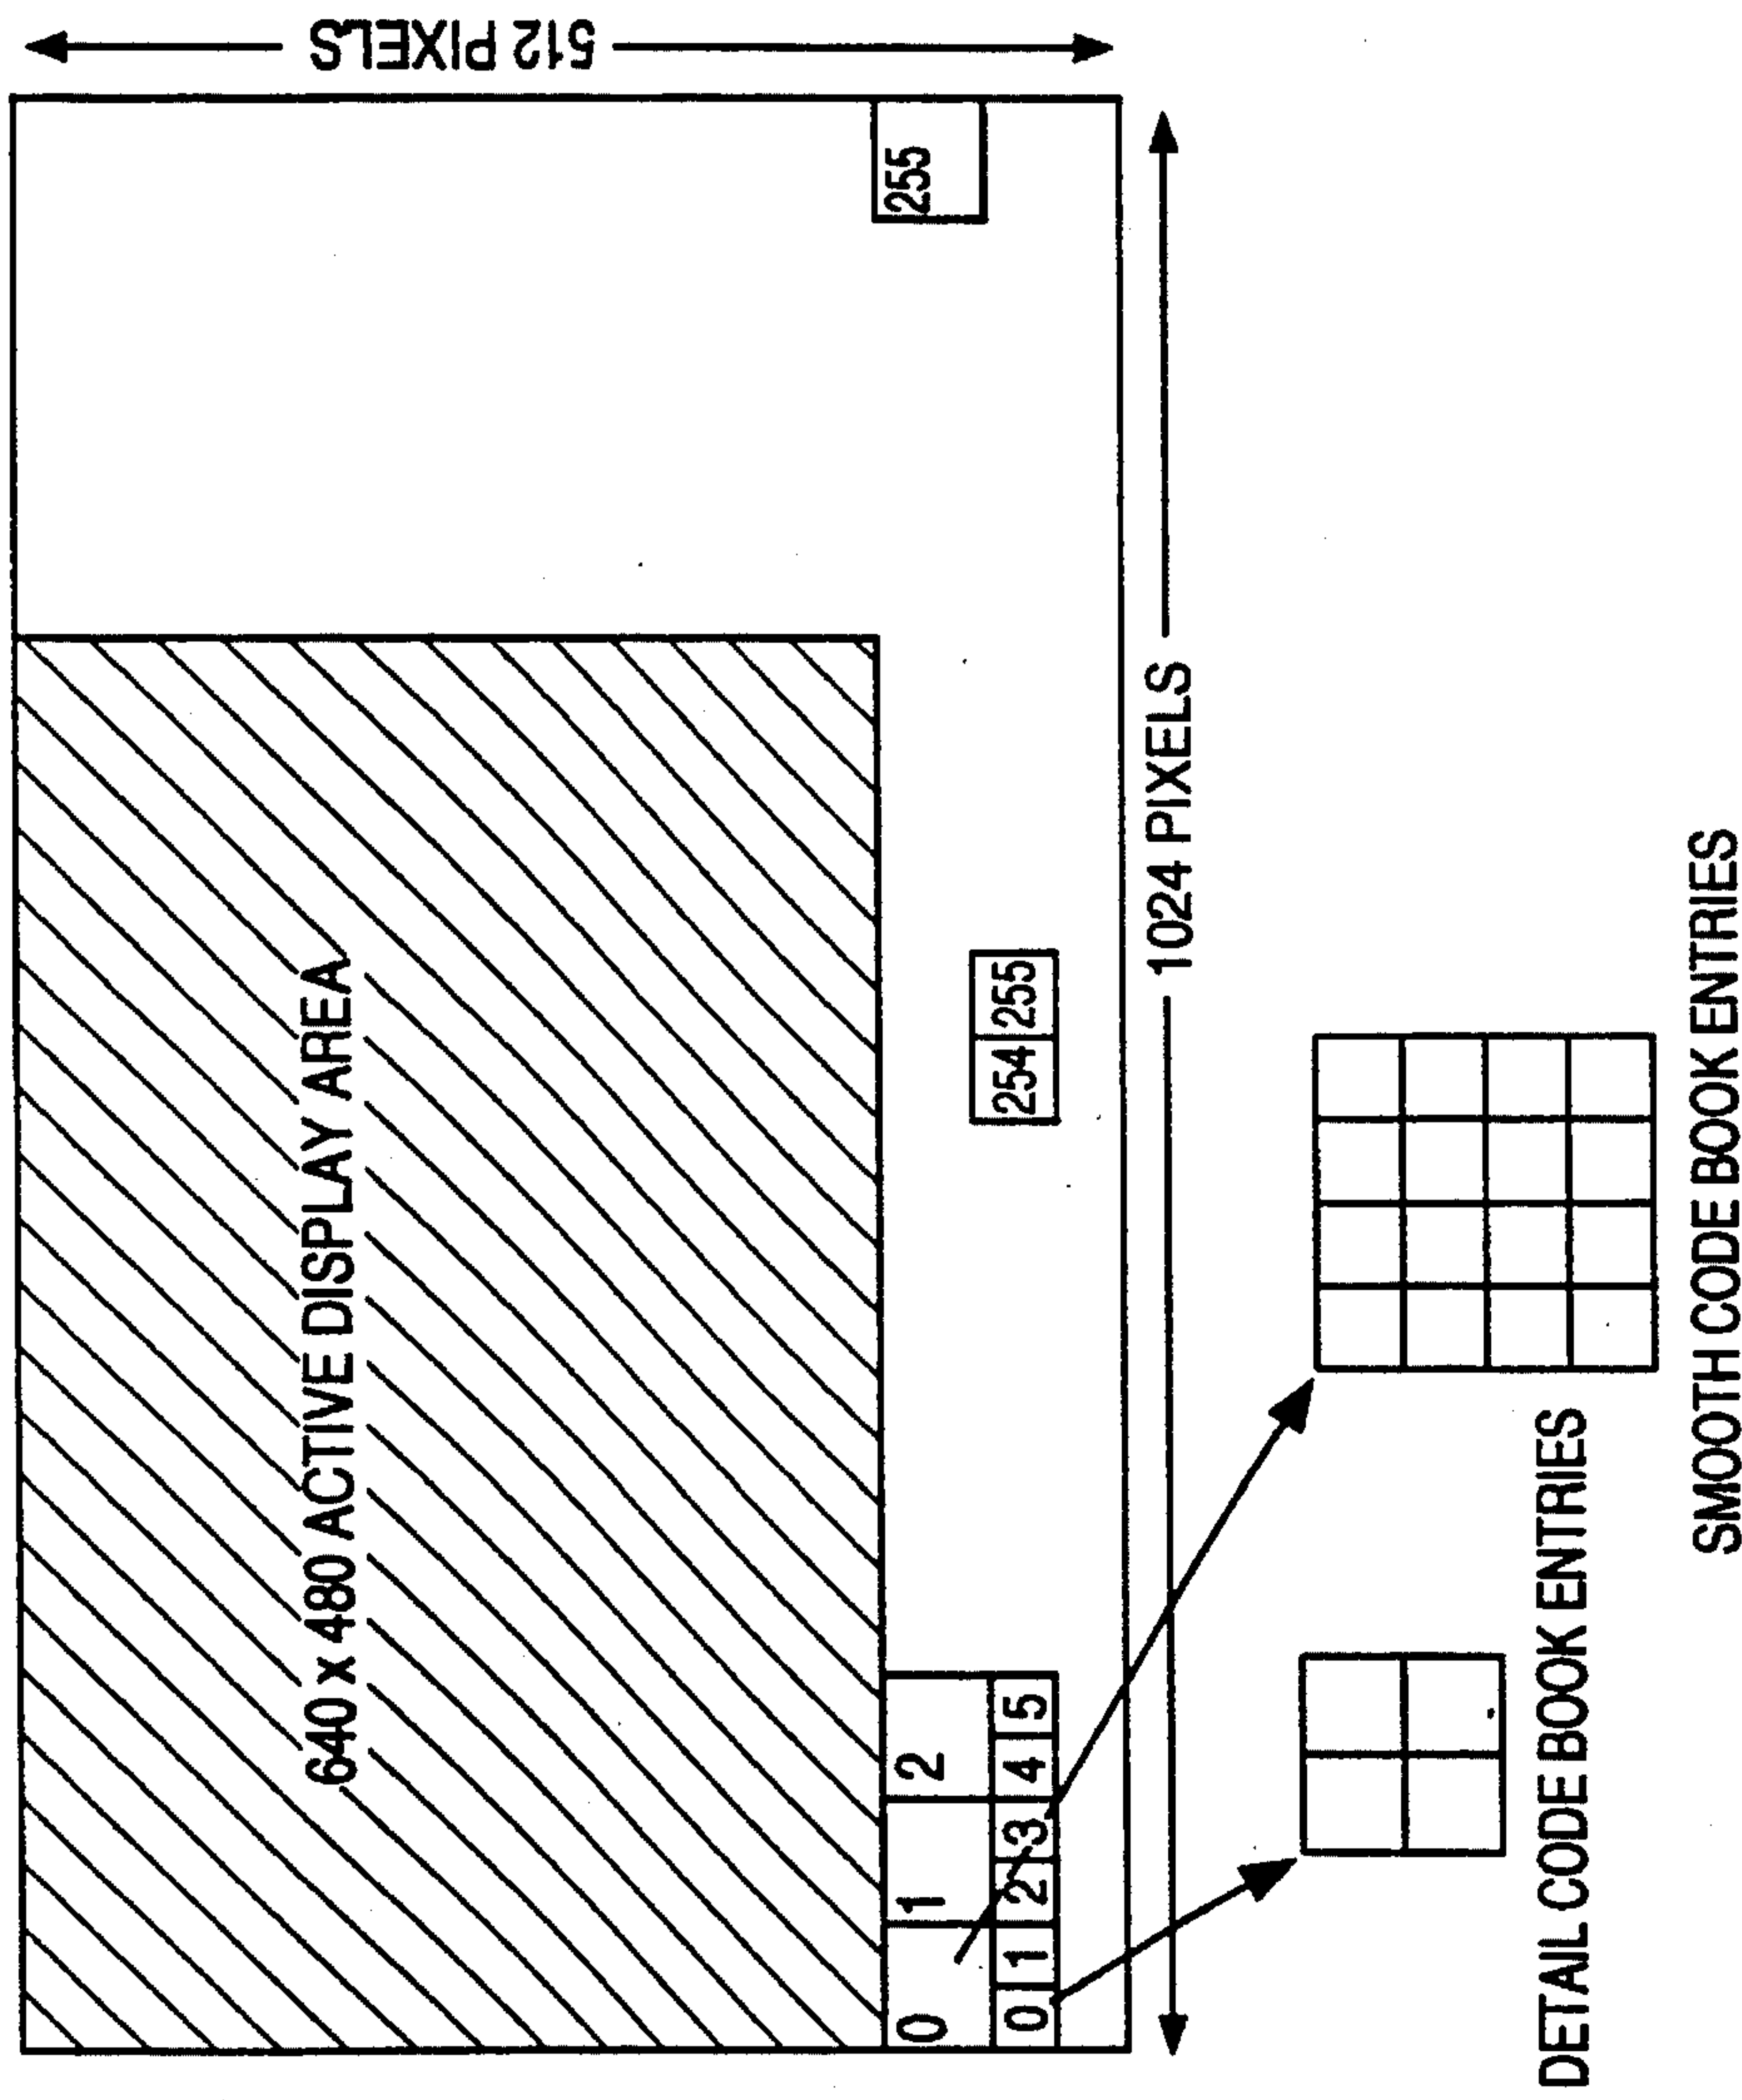 512 PIXELS
640 x 480 ACTIVE DISPLAY AREA
255
0 1 2
0 1 2 3 4 5
254 255
1024 PIXELS
DETAIL CODE BOOK ENTRIES
SMOOTH CODE BOOK ENTRIES